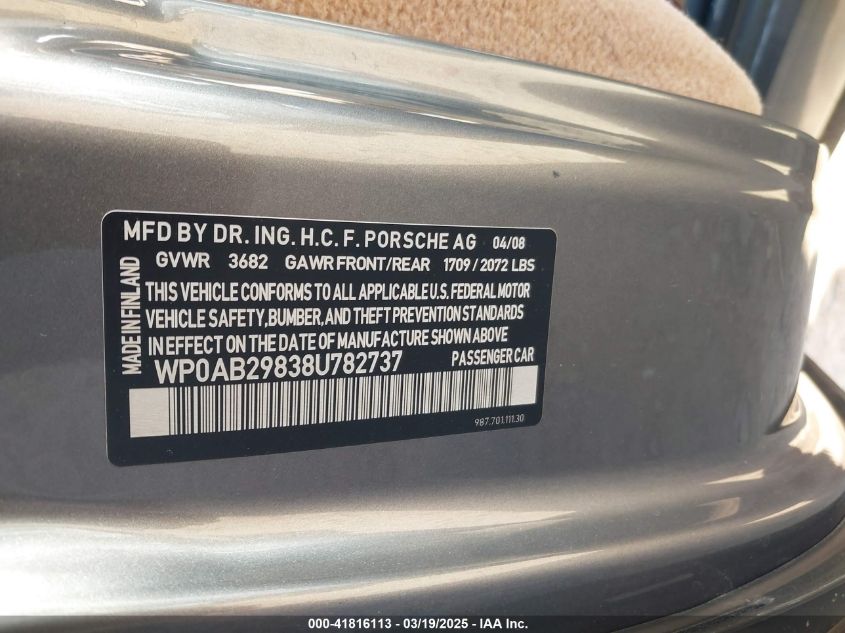 MFD BY DR. ING. H.C. F. PORSCHE AG 04/08
GVWR 3682 GAWR FRONT/REAR 1709 / 2072 LBS
MADE IN FINLAND
THIS VEHICLE CONFORMS TO ALL APPLICABLE U.S. FEDERAL MOTOR
VEHICLE SAFETY, BUMBER, AND THEFT PREVENTION STANDARDS
IN EFFECT ON THE DATE OF MANUFACTURE SHOWN ABOVE
WP0AB29838U782737 PASSENGER CAR
987.701.111.30
000-41816113 - 03/19/2025 - IAA Inc.